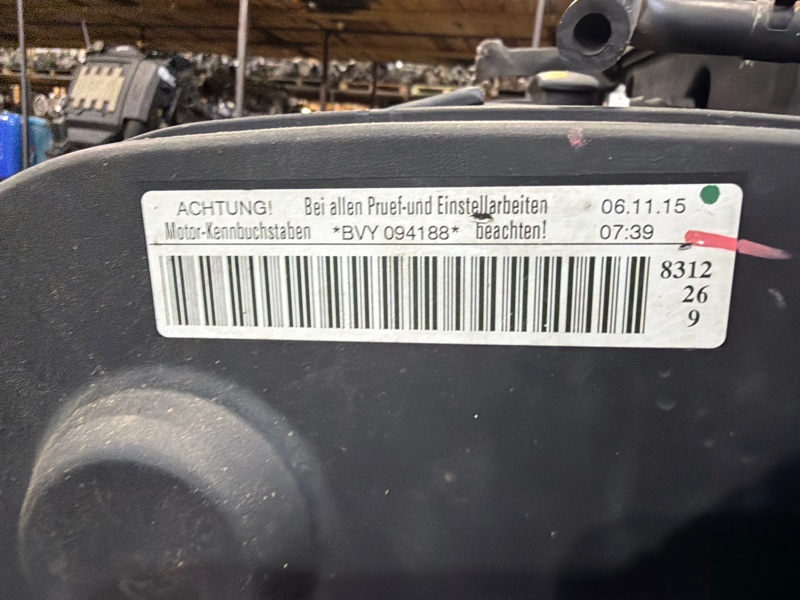 ACHTUNG! Bei allen Pruef-und Einstellarbeiten 06.11.15
Motor-Kennbuchstaben *BVY 094188* beachten! 07:39
8312
26
9